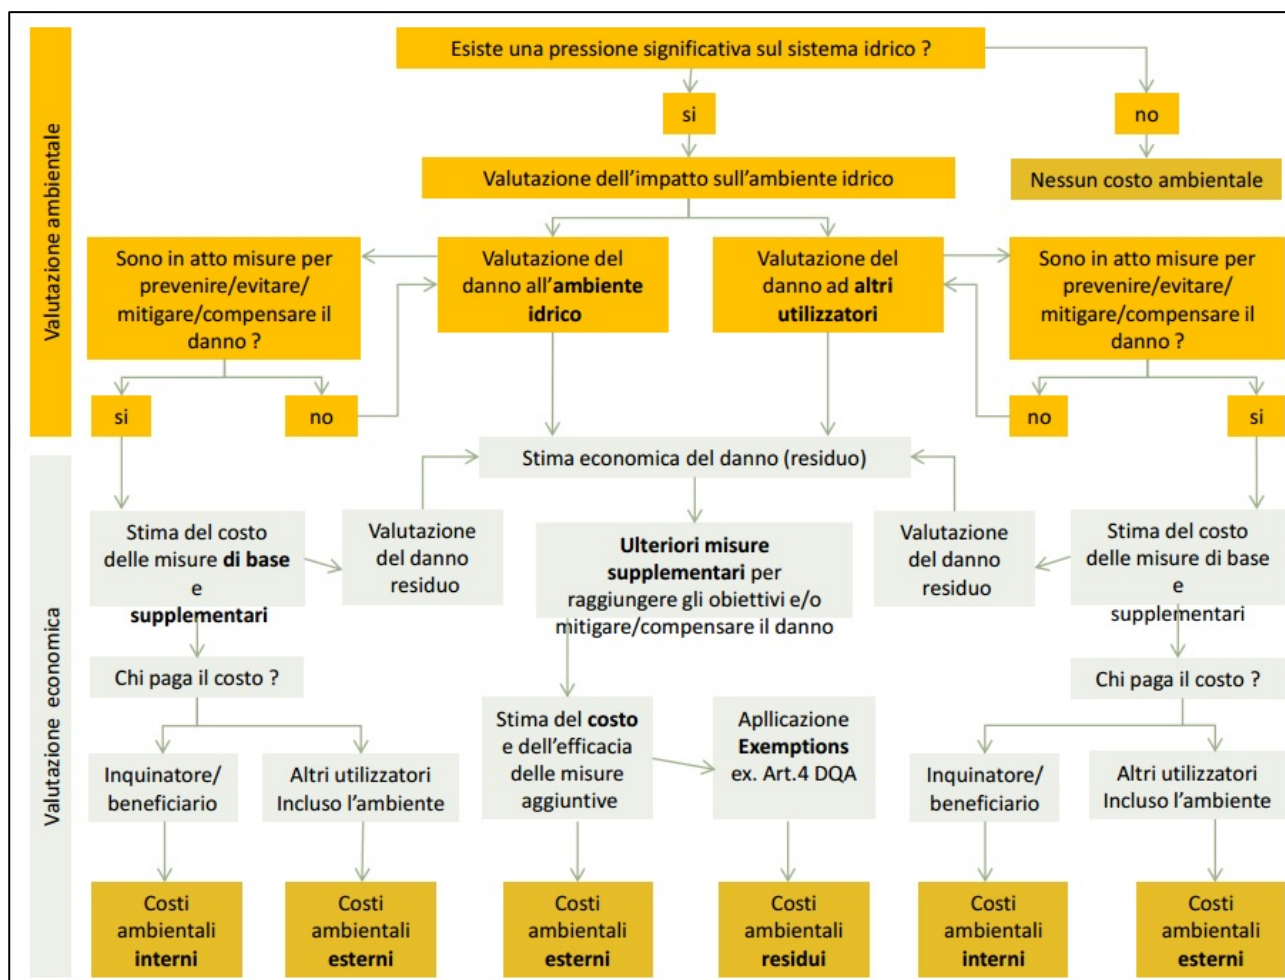 Esiste una pressione significativa sul sistema idrico ?
si
no
Valutazione ambientale
Valutazione dell'impatto sull'ambiente idrico
Nessun costo ambientale
Sono in atto misure per
prevenire/evitare/
mitigare/compensare il
danno ?
Valutazione del
danno all'ambiente
idrico
Valutazione del
danno ad altri
utilizzatori
Sono in atto misure per
prevenire/evitare/
mitigare/compensare il
danno ?
si
no
no
si
Valutazione economica
Stima economica del danno (residuo)
Stima del costo
delle misure di base
e
supplementari
Valutazione
del danno
residuo
Ulteriori misure
supplementari per
raggiungere gli obiettivi e/o
mitigare/compensare il danno
Valutazione
del danno
residuo
Stima del costo
delle misure di base
e
supplementari
Chi paga il costo ?
Chi paga il costo ?
Inquinatore/
beneficiario
Altri utilizzatori
Incluso l'ambiente
Stima del costo
e dell'efficacia
delle misure
aggiuntive
Apllicazione
Exemptions
ex. Art.4 DQA
Inquinatore/
beneficiario
Altri utilizzatori
Incluso l'ambiente
Costi
ambientali
interni
Costi
ambientali
esterni
Costi
ambientali
esterni
Costi
ambientali
residui
Costi
ambientali
interni
Costi
ambientali
esterni